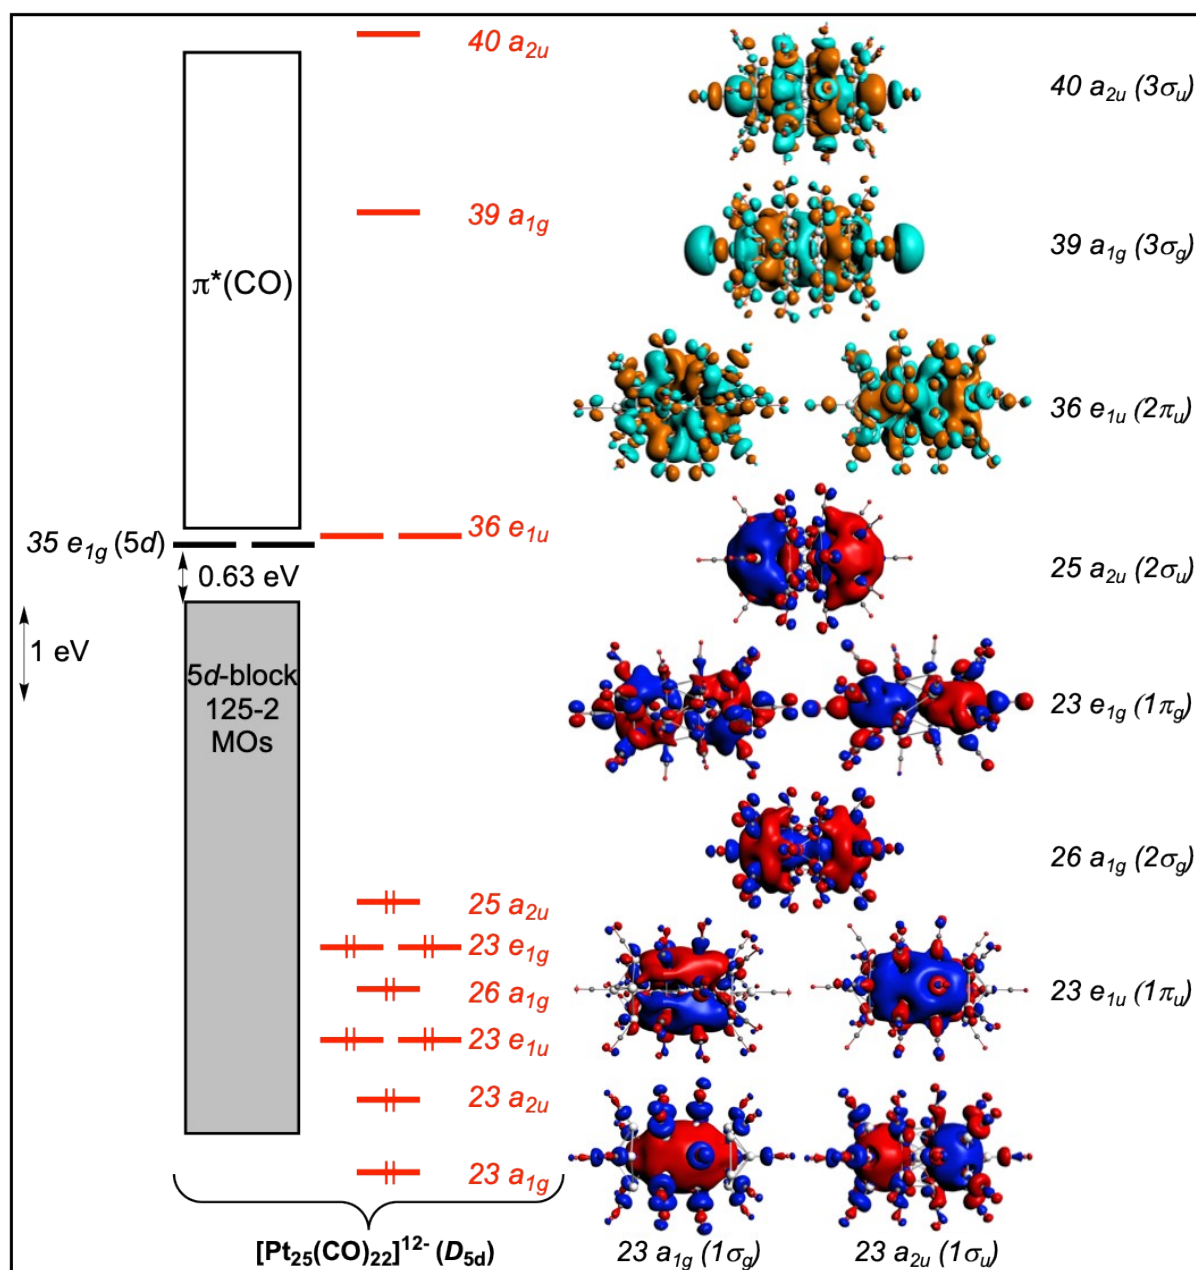 40 a2u
40 a2u (3σu)
39 a1g
39 a1g (3σg)
π*(CO)
36 e1u (2πu)
36 e1u
35 e1g (5d)
0.63 eV
25 a2u (2σu)
1 eV
5d-block
125-2
MOs
23 e1g (1πg)
26 a1g (2σg)
25 a2u
23 e1g
26 a1g
23 e1u
23 e1u (1πu)
23 a2u
23 a1g
[Pt25(CO)22]12- (D5d)
23 a1g (1σg)
23 a2u (1σu)